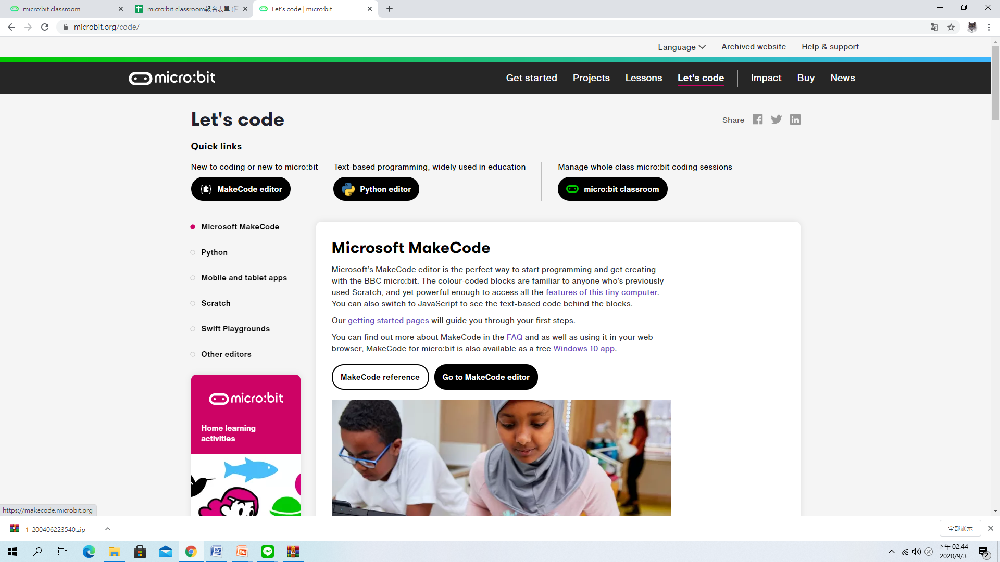 micro:bit classroom
micro:bit classroom報名表單 (回
Let's code | micro:bit
microbit.org/code/
Language
Archived website
Help & support
micro:bit
Get started
Projects
Lessons
Let's code
Impact
Buy
News
Let's code
Share
Quick links
New to coding or new to micro:bit
Text-based programming, widely used in education
Manage whole class micro:bit coding sessions
MakeCode editor
Python editor
micro:bit classroom
Microsoft MakeCode
Python
Mobile and tablet apps
Scratch
Swift Playgrounds
Other editors
Microsoft MakeCode
Microsoft’s MakeCode editor is the perfect way to start programming and get creating
with the BBC micro:bit. The colour-coded blocks are familiar to anyone who’s previously
used Scratch, and yet powerful enough to access all the features of this tiny computer.
You can also switch to JavaScript to see the text-based code behind the blocks.
Our getting started pages will guide you through your first steps.
You can find out more about MakeCode in the FAQ and as well as using it in your web
browser, MakeCode for micro:bit is also available as a free Windows 10 app.
MakeCode reference
Go to MakeCode editor
micro:bit
Home learning
activities
https://makecode.microbit.org
1-200406223540.zip
全部顯示
下午 02:44
2020/9/3
2